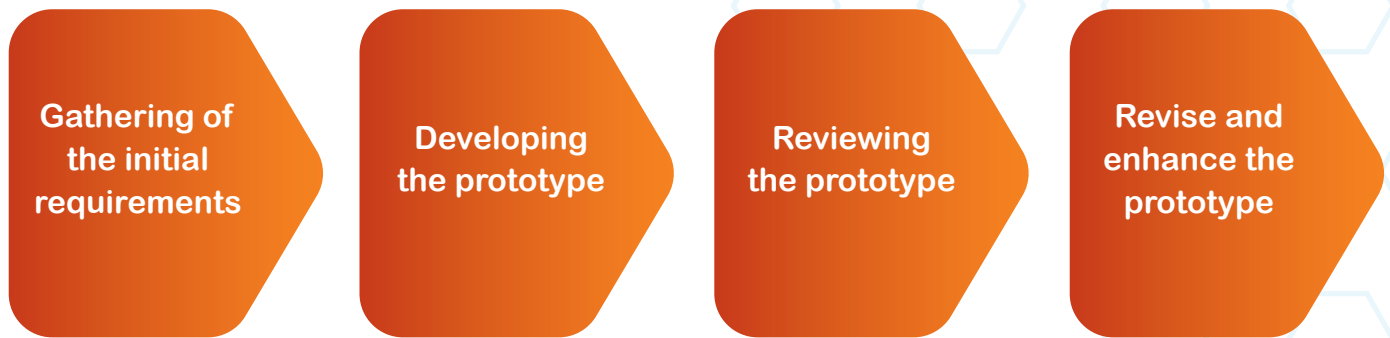 Gathering of
the initial
requirements
Developing
the prototype
Reviewing
the prototype
Revise and
enhance the
prototype